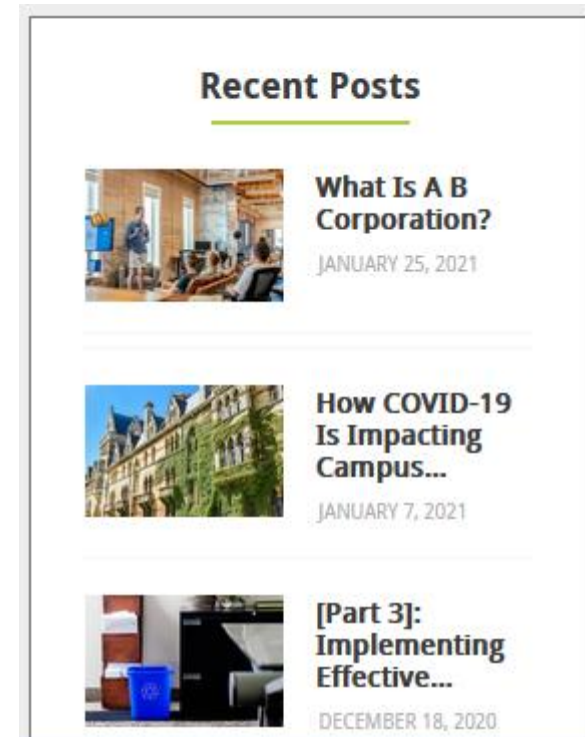 Recent Posts
What Is A B
Corporation?
JANUARY 25, 2021
How COVID-19
Is Impacting
Campus...
JANUARY 7, 2021
[Part 3]:
Implementing
Effective...
DECEMBER 18, 2020